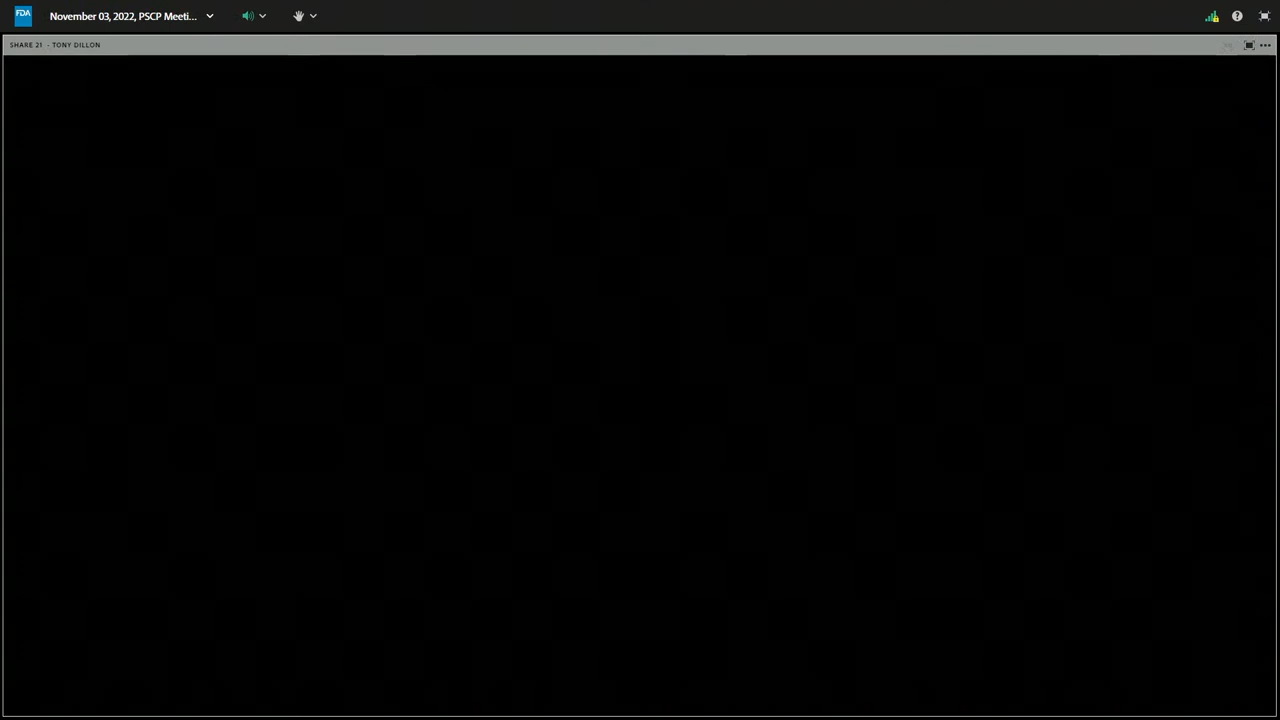 FDA
November 03, 2022, PSCP Meeti...
SHARE 21 - TONY DILLON